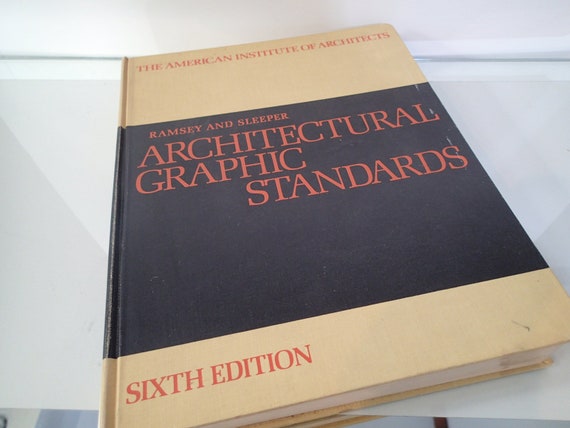 THE AMERICAN INSTITUTE OF ARCHITECTS
RAMSEY AND SLEEPER
ARCHITECTURAL
GRAPHIC
STANDARDS
SIXTH EDITION